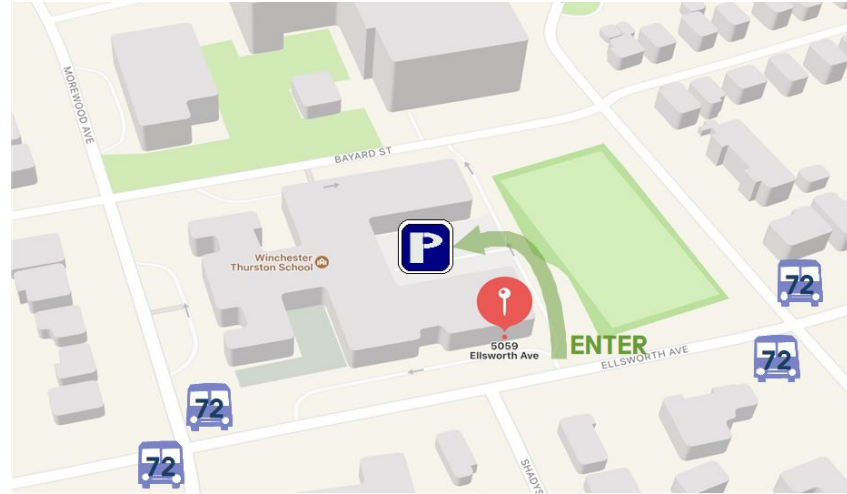 MOREWOOD AVE
BAYARD ST
P
Winchester
Thurston School
72
5059
Ellsworth Ave
ENTER
ELLSWORTH AVE
72
72
72
SHADYS